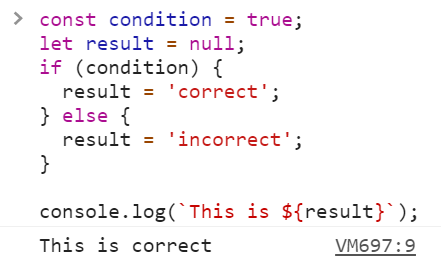 > const condition = true;
let result = null;
if (condition) {
  result = 'correct';
} else {
  result = 'incorrect';
}

console.log(`This is ${result}`);
This is correct VM697:9